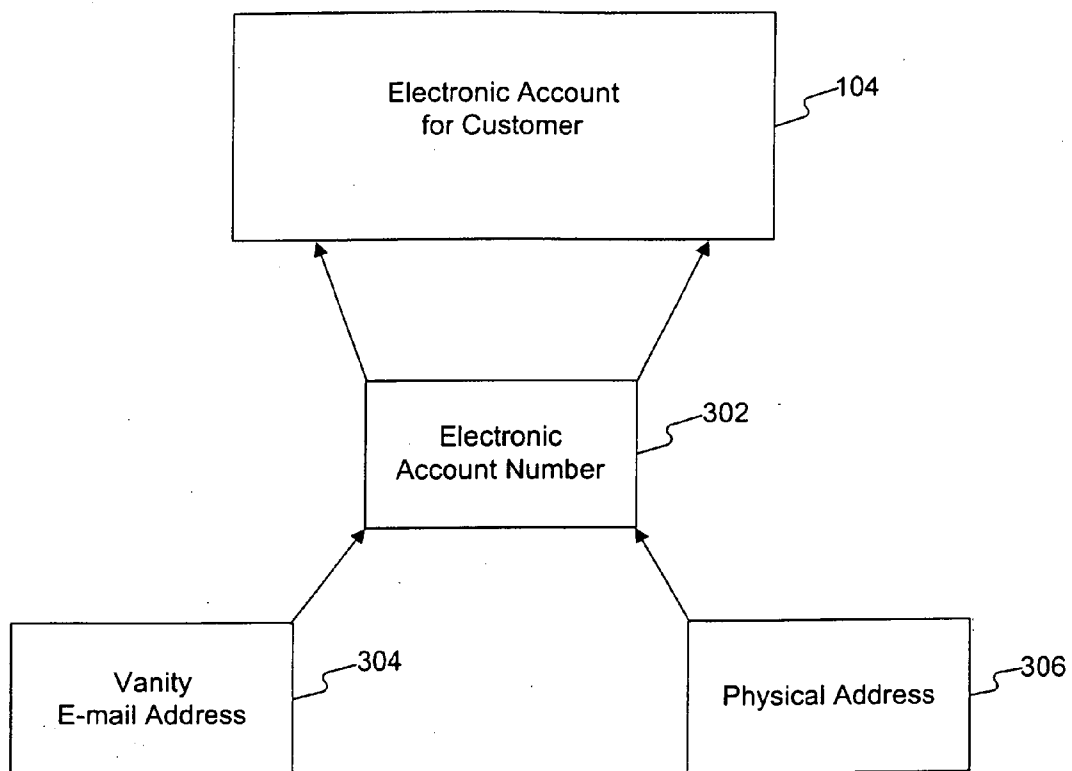 Electronic Account
for Customer
104
Electronic
Account Number
302
Vanity
E-mail Address
304
Physical Address
306